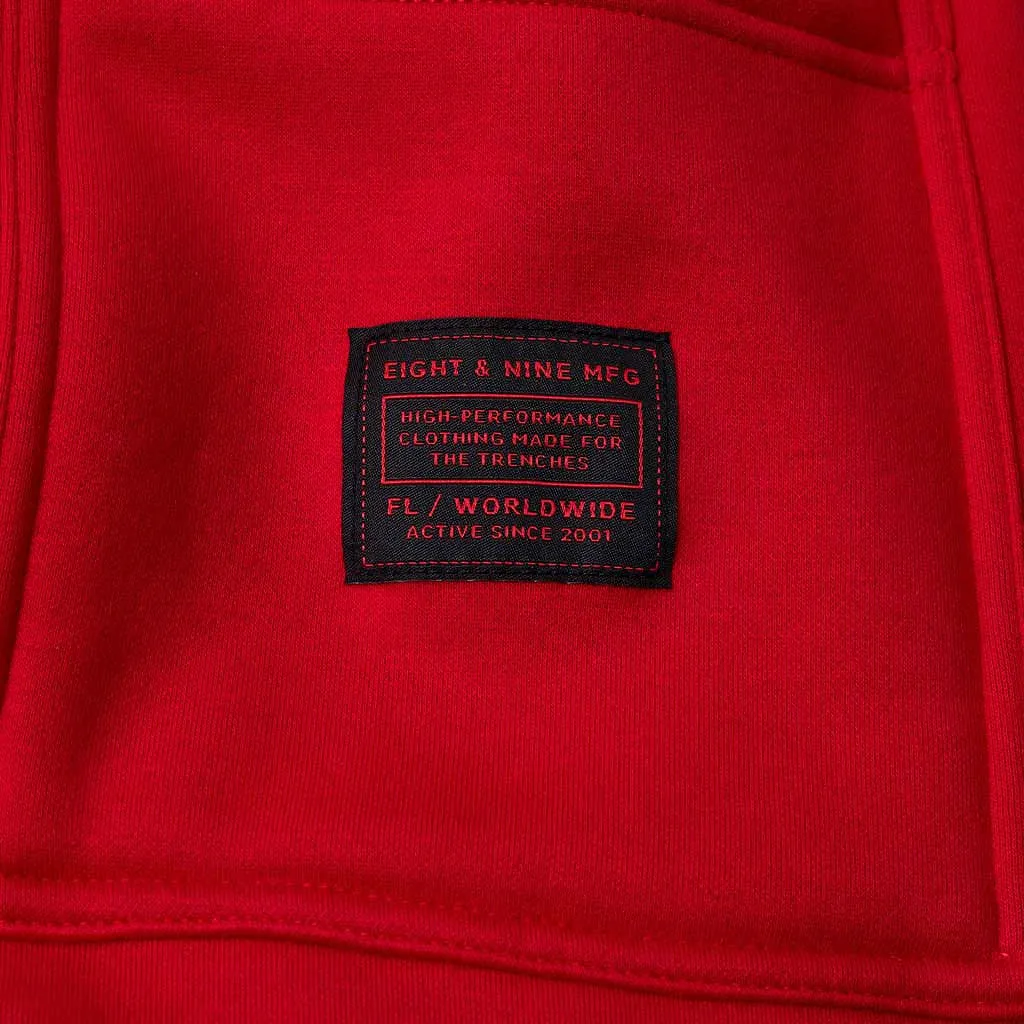 EIGHT & NINE MFG
HIGH-PERFORMANCE
CLOTHING MADE FOR
THE TRENCHES
FL / WORLDWIDE
ACTIVE SINCE 2001